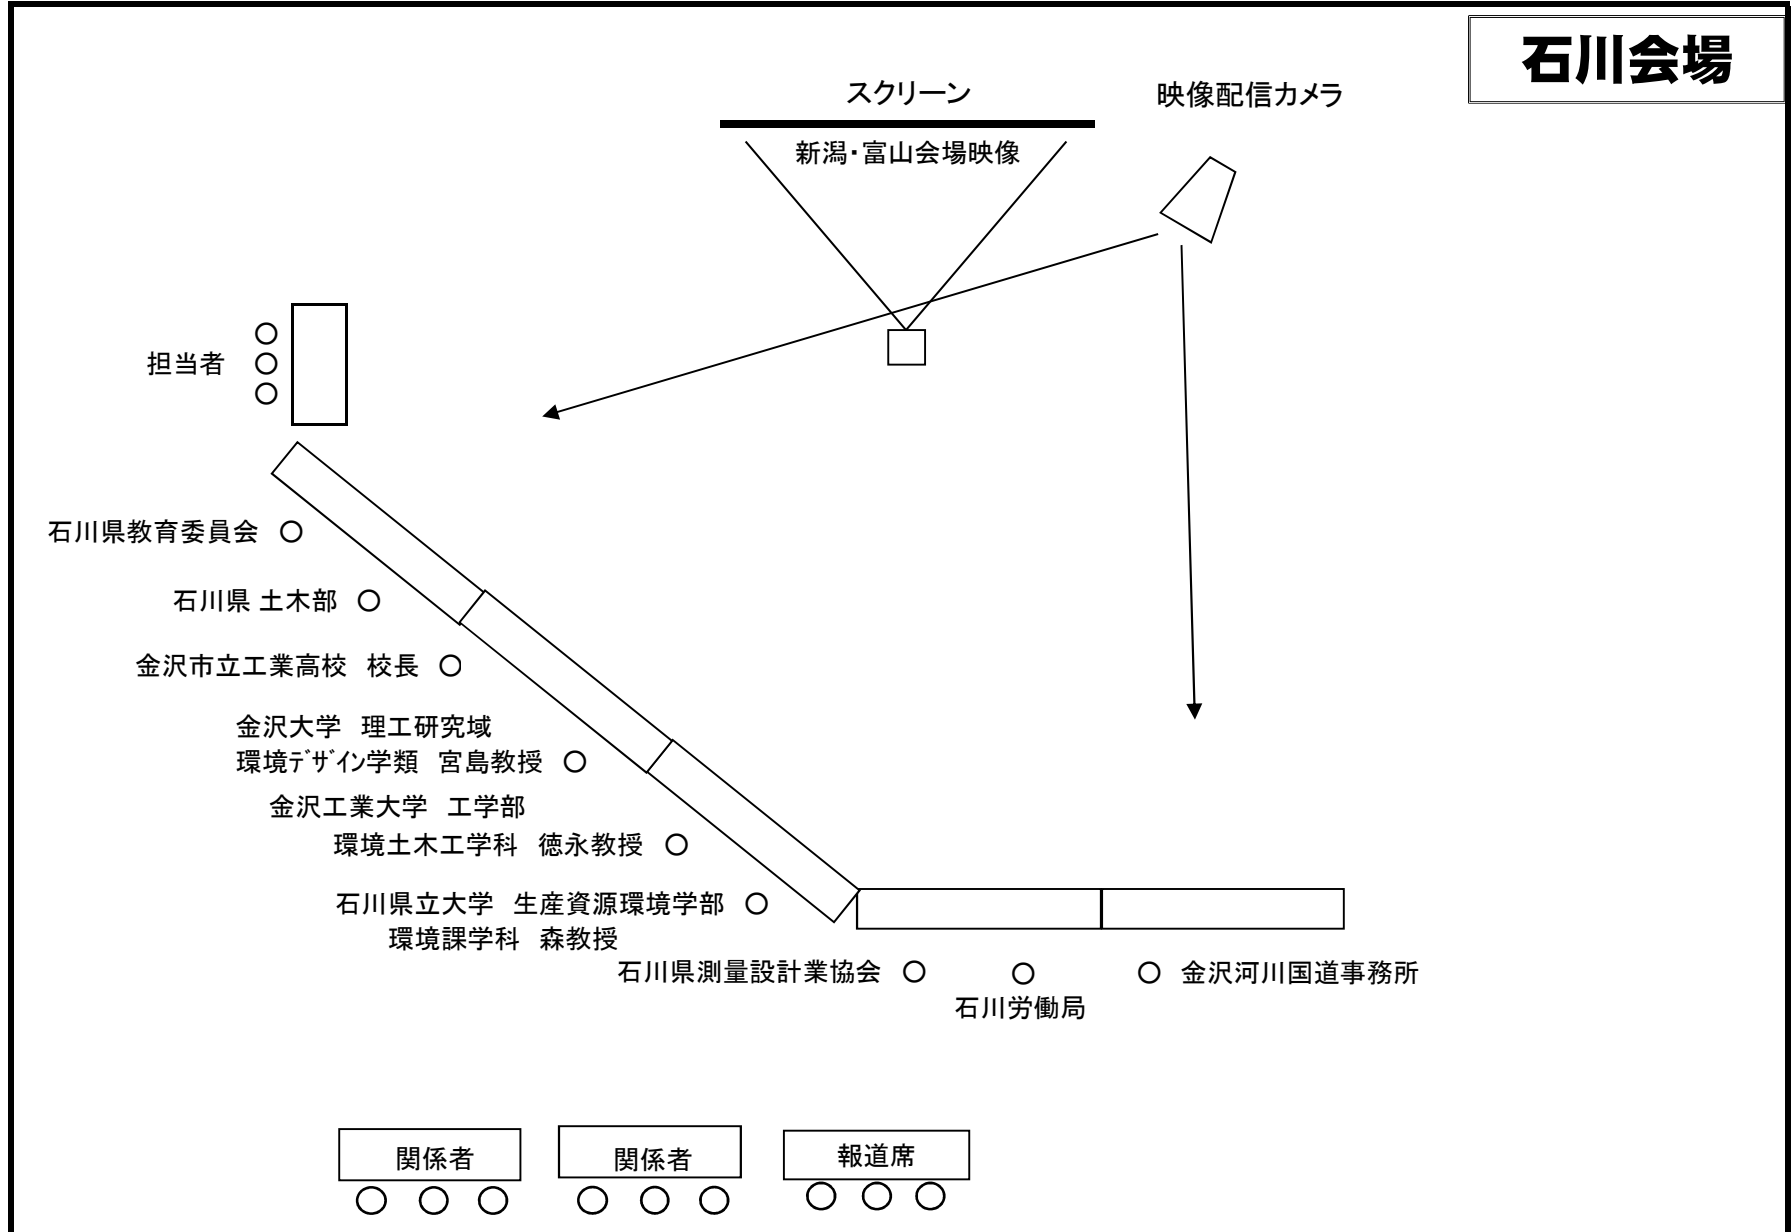 石川会場
スクリーン
映像配信カメラ
新潟・富山会場映像
担当者
石川県教育委員会
石川県 土木部
金沢市立工業高校　校長
金沢大学　理工研究域
環境ﾃﾞｻﾞｲﾝ学類　宮島教授
金沢工業大学　工学部
環境土木工学科　徳永教授
石川県立大学　生産資源環境学部
環境課学科　森教授
石川県測量設計業協会
金沢河川国道事務所
石川労働局
関係者
関係者
報道席